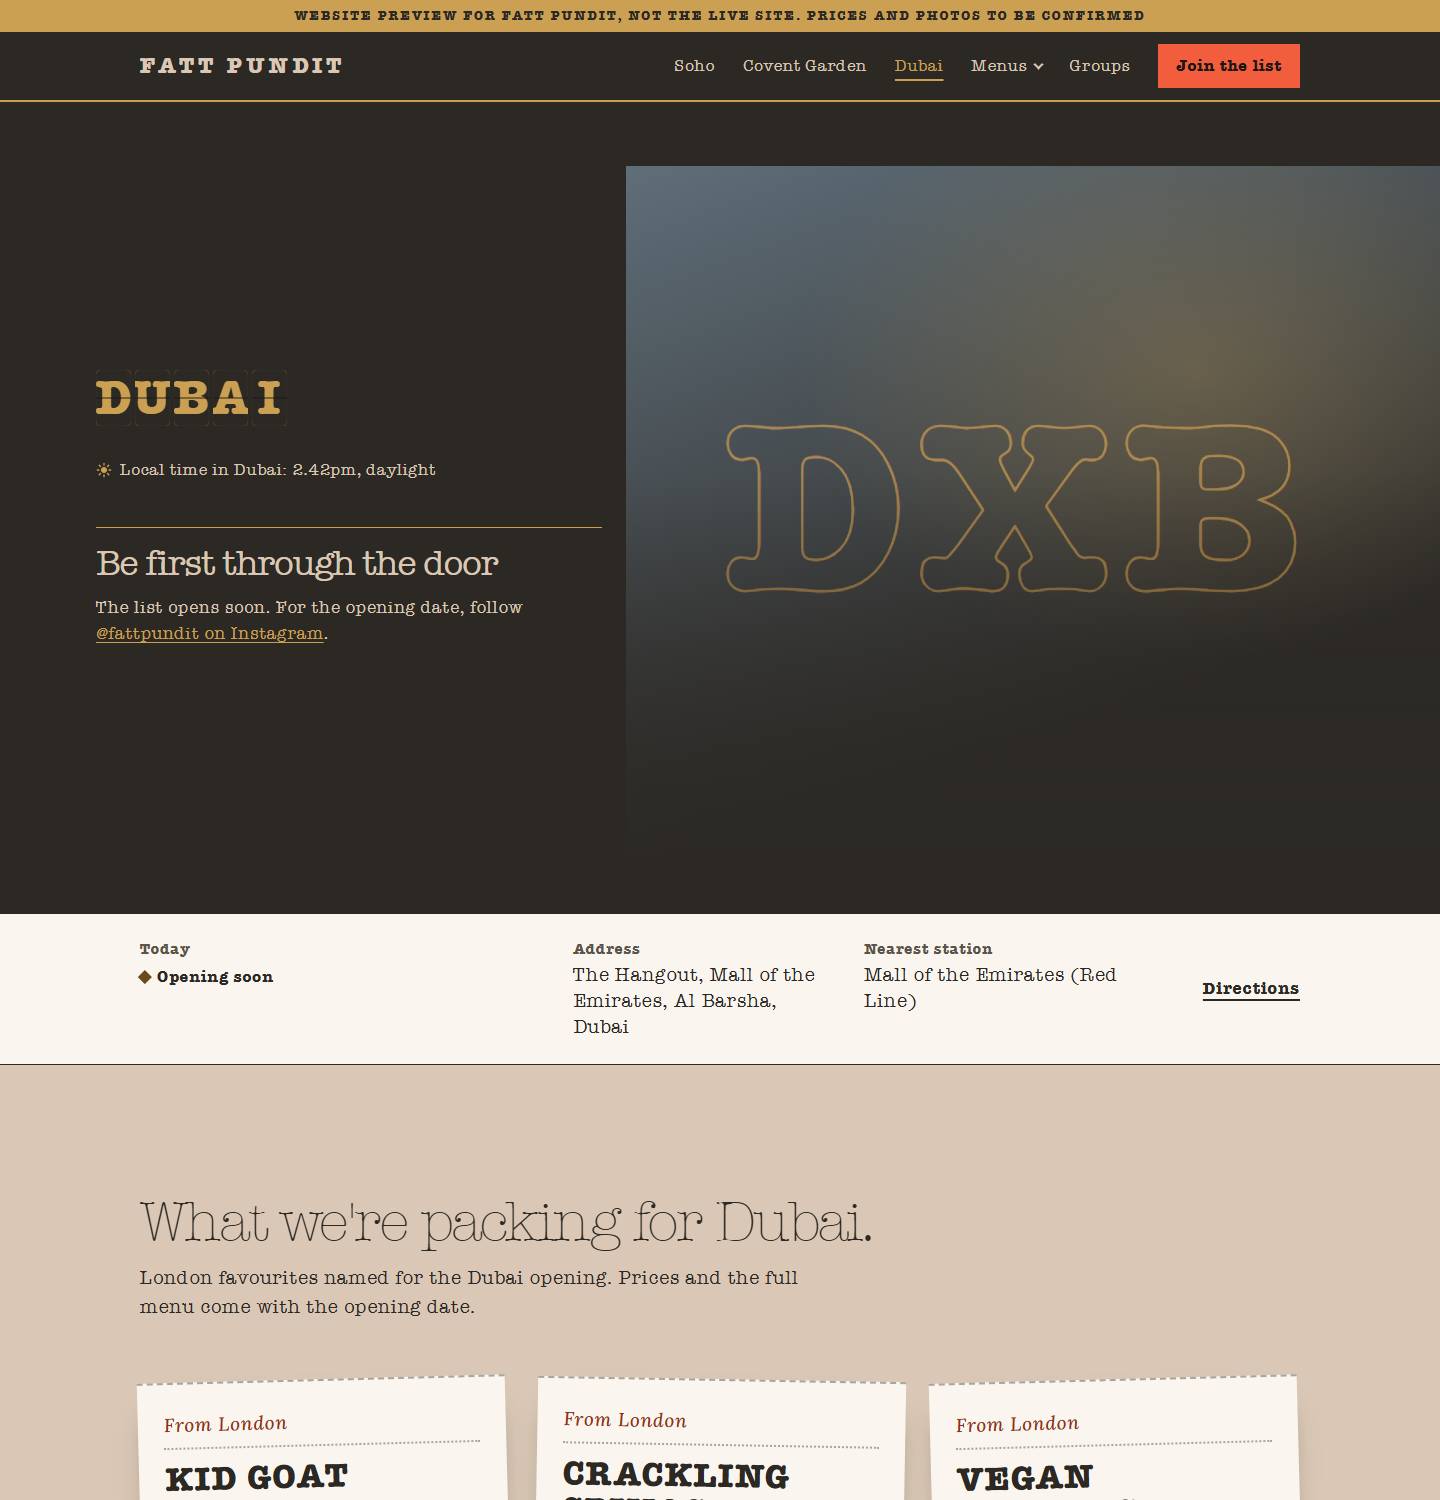 WEBSITE PREVIEW FOR FATT PUNDIT, NOT THE LIVE SITE. PRICES AND PHOTOS TO BE CONFIRMED
FATT PUNDIT
Soho
Covent Garden
Dubai
Menus
Groups
Join the list
DUBAI
Local time in Dubai: 2.42pm, daylight
Be first through the door
The list opens soon. For the opening date, follow
@fattpundit on Instagram.
DXB
Today
Opening soon
Address
The Hangout, Mall of the
Emirates, Al Barsha,
Dubai
Nearest station
Mall of the Emirates (Red
Line)
Directions
What we're packing for Dubai.
London favourites named for the Dubai opening. Prices and the full
menu come with the opening date.
From London
KID GOAT
From London
CRACKLING
From London
VEGAN